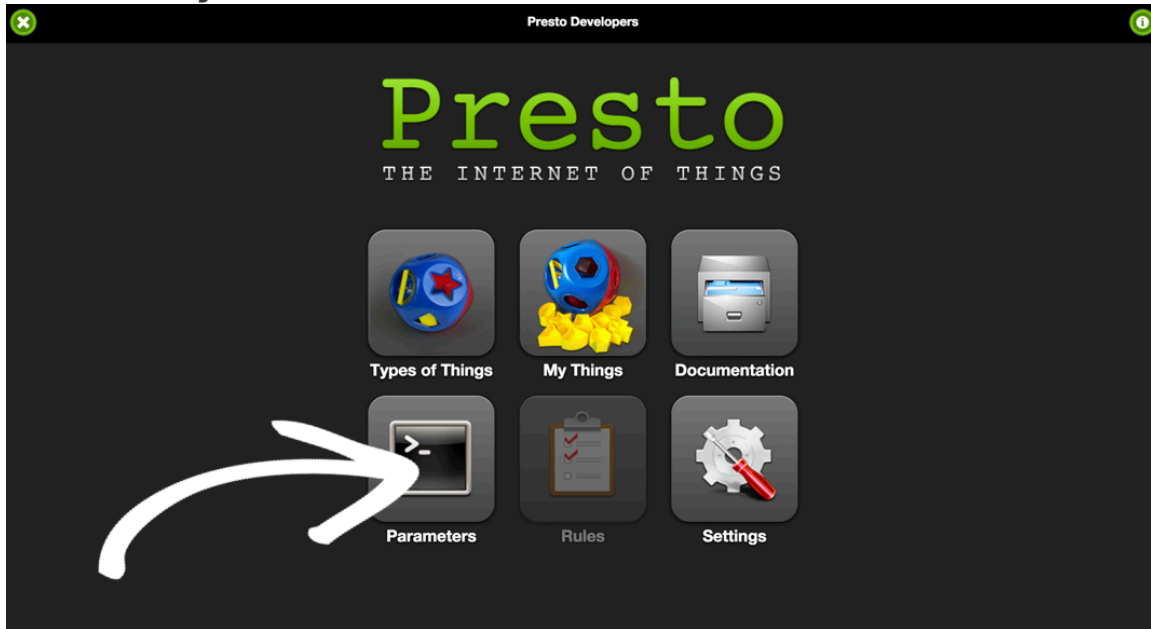 Presto Developers
Presto
THE INTERNET OF THINGS
Types of Things
My Things
Documentation
>_
Parameters
Rules
Settings